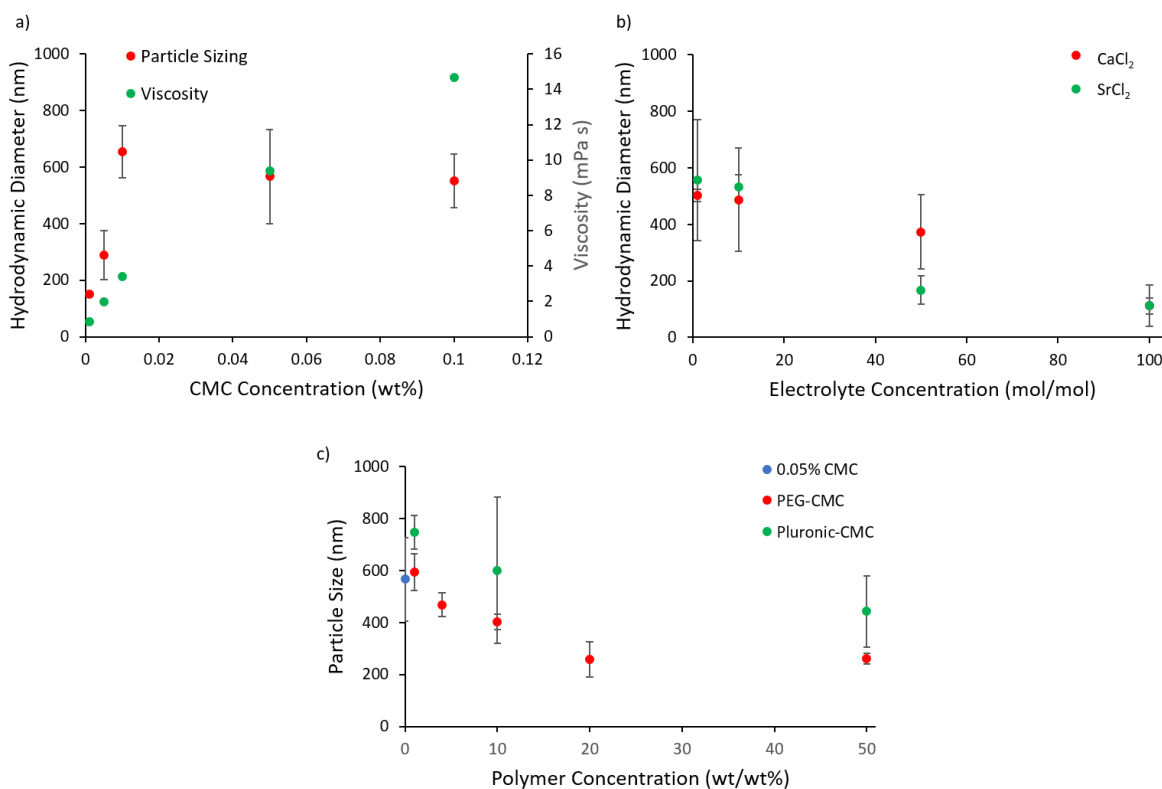 a)
Particle Sizing
Viscosity
Hydrodynamic Diameter (nm)
1000
800
600
400
200
0
16
14
12
10
8
6
4
2
0
Viscosity (mPa s)
0
0.02
0.04
0.06
0.08
0.1
0.12
CMC Concentration (wt%)
b)
CaCl2
SrCl2
Hydrodynamic Diameter (nm)
1000
800
600
400
200
0
0
20
40
60
80
100
Electrolyte Concentration (mol/mol)
c)
0.05% CMC
PEG-CMC
Pluronic-CMC
Particle Size (nm)
1000
800
600
400
200
0
0
10
20
30
40
50
Polymer Concentration (wt/wt%)